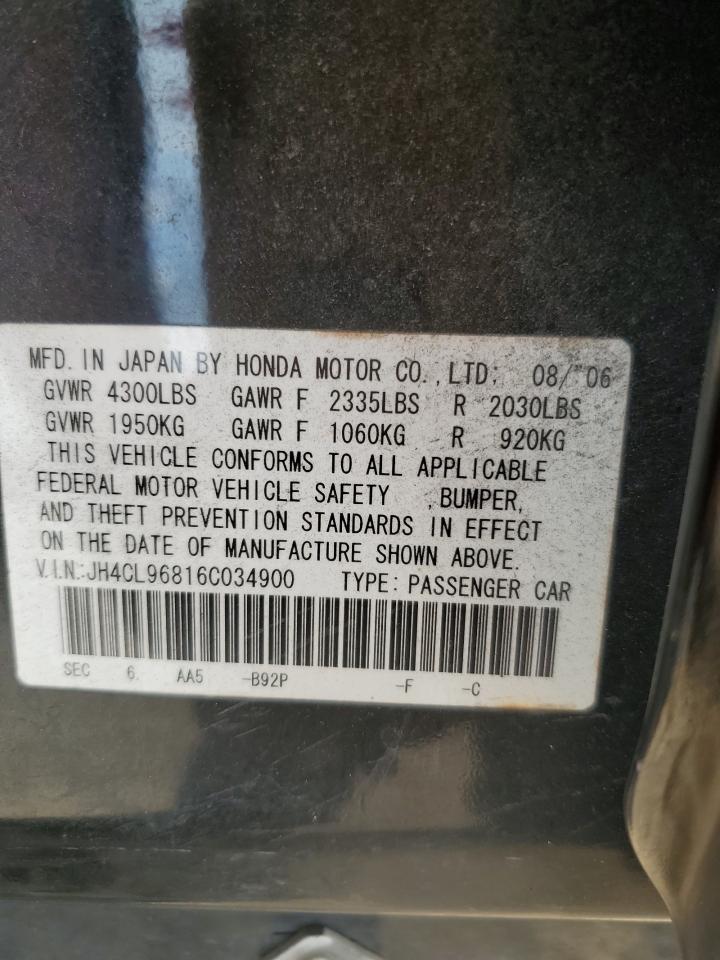 MFD. IN JAPAN BY HONDA MOTOR CO., LTD: 08/ '06
GVWR 4300LBS GAWR F 2335LBS R 2030LBS
GVWR 1950KG GAWR F 1060KG R 920KG
THIS VEHICLE CONFORMS TO ALL APPLICABLE
FEDERAL MOTOR VEHICLE SAFETY , BUMPER,
AND THEFT PREVENTION STANDARDS IN EFFECT
ON THE DATE OF MANUFACTURE SHOWN ABOVE.
V.I.N.: JH4CL96816C034900 TYPE: PASSENGER CAR
SEC 6. AA5 -B92P -F -C